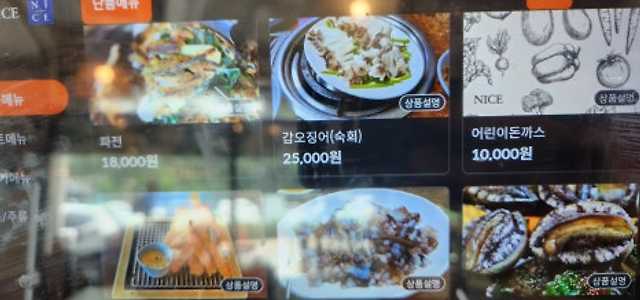 NICE
단품메뉴
메뉴
상품설명
NICE
상품설명
파전
18,000원
갑오징어(숙회)
25,000원
어린이돈까스
10,000원
상품설명
상품설명
상품설명